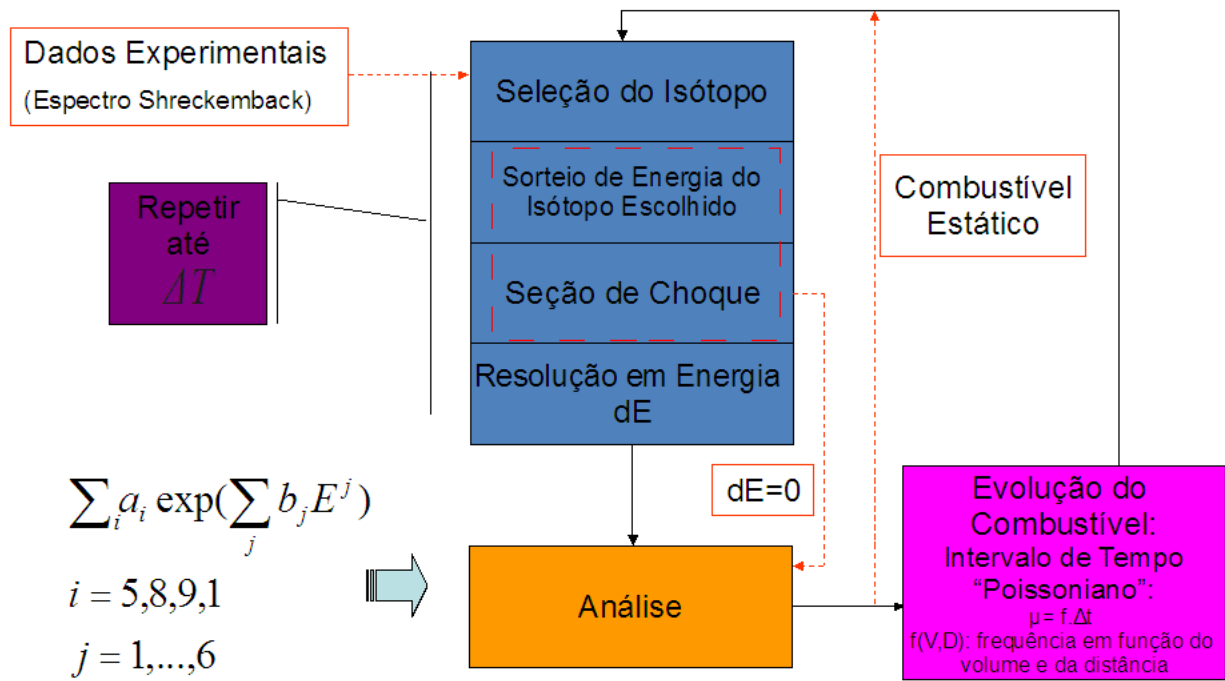 Dados Experimentais
(Espectro Shreckemback)
Seleção do Isótopo
Sorteio de Energia do
Isótopo Escolhido
Seção de Choque
Resolução em Energia
dE
Repetir
até
ΔT
Combustível
Estático
dE=0
∑ᵢaᵢ exp(∑ⱼ bⱼEʲ)
i = 5,8,9,1
j = 1,...,6
Análise
Evolução do
Combustível:
Intervalo de Tempo
“Poissoniano”:
μ= f.Δt
f(V,D): frequência em função do
volume e da distância